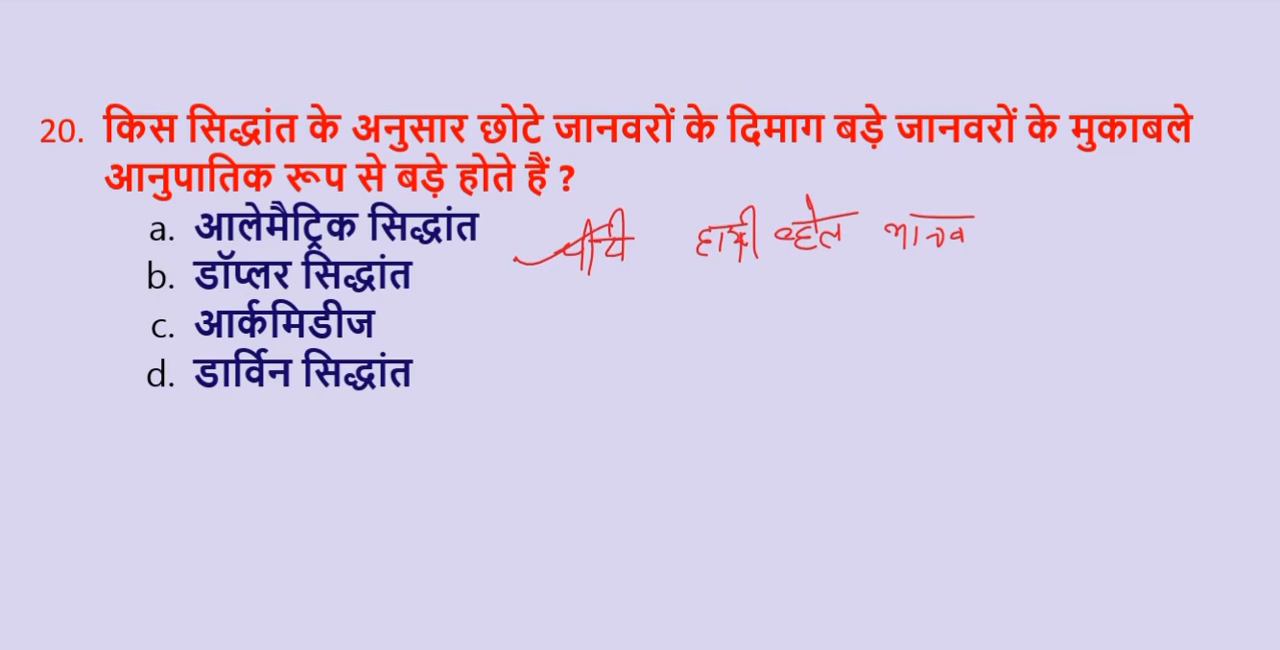 20. किस सिद्धांत के अनुसार छोटे जानवरों के दिमाग बड़े जानवरों के मुकाबले
आनुपातिक रूप से बड़े होते हैं ?
a. आलेमैट्रिक सिद्धांत
हाथी व्हेल मानव
b. डॉप्लर सिद्धांत
c. आर्कमिडीज
d. डार्विन सिद्धांत